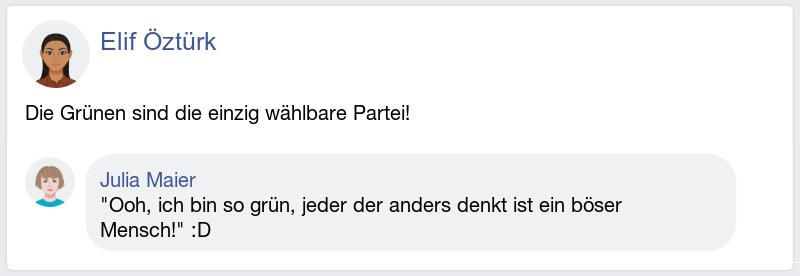 Elif Öztürk
Die Grünen sind die einzig wählbare Partei!
Julia Maier
"Ooh, ich bin so grün, jeder der anders denkt ist ein böser
Mensch!" :D